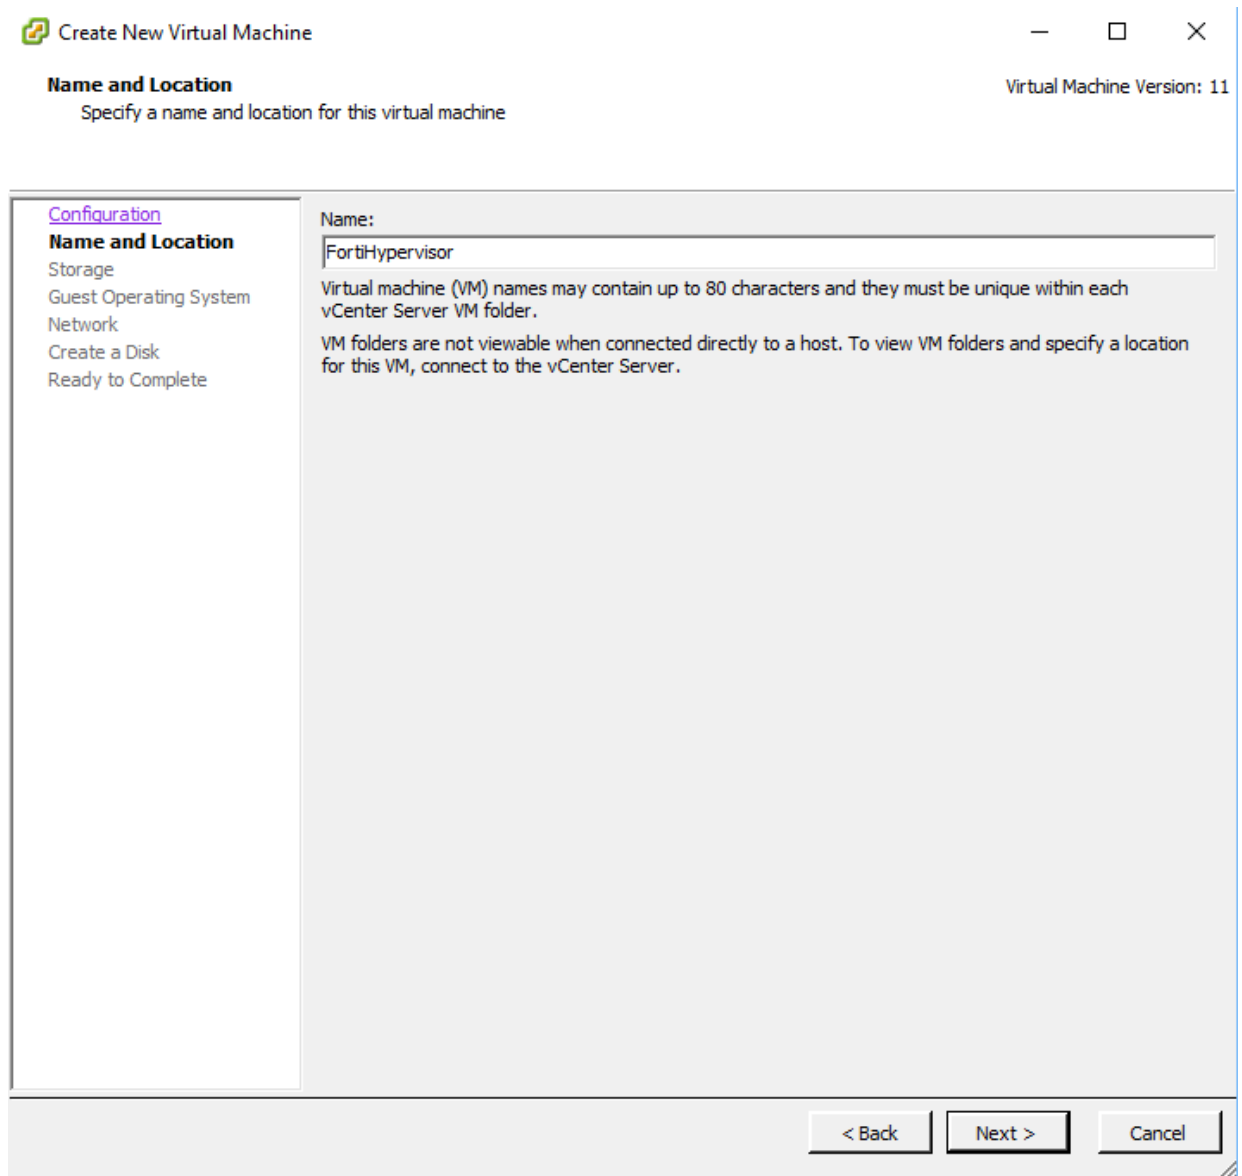 Create New Virtual Machine
Name and Location
Virtual Machine Version: 11
Specify a name and location for this virtual machine
Configuration
Name and Location
Storage
Guest Operating System
Network
Create a Disk
Ready to Complete
Name:
FortiHypervisor
Virtual machine (VM) names may contain up to 80 characters and they must be unique within each
vCenter Server VM folder.
VM folders are not viewable when connected directly to a host. To view VM folders and specify a location
for this VM, connect to the vCenter Server.
< Back
Next >
Cancel